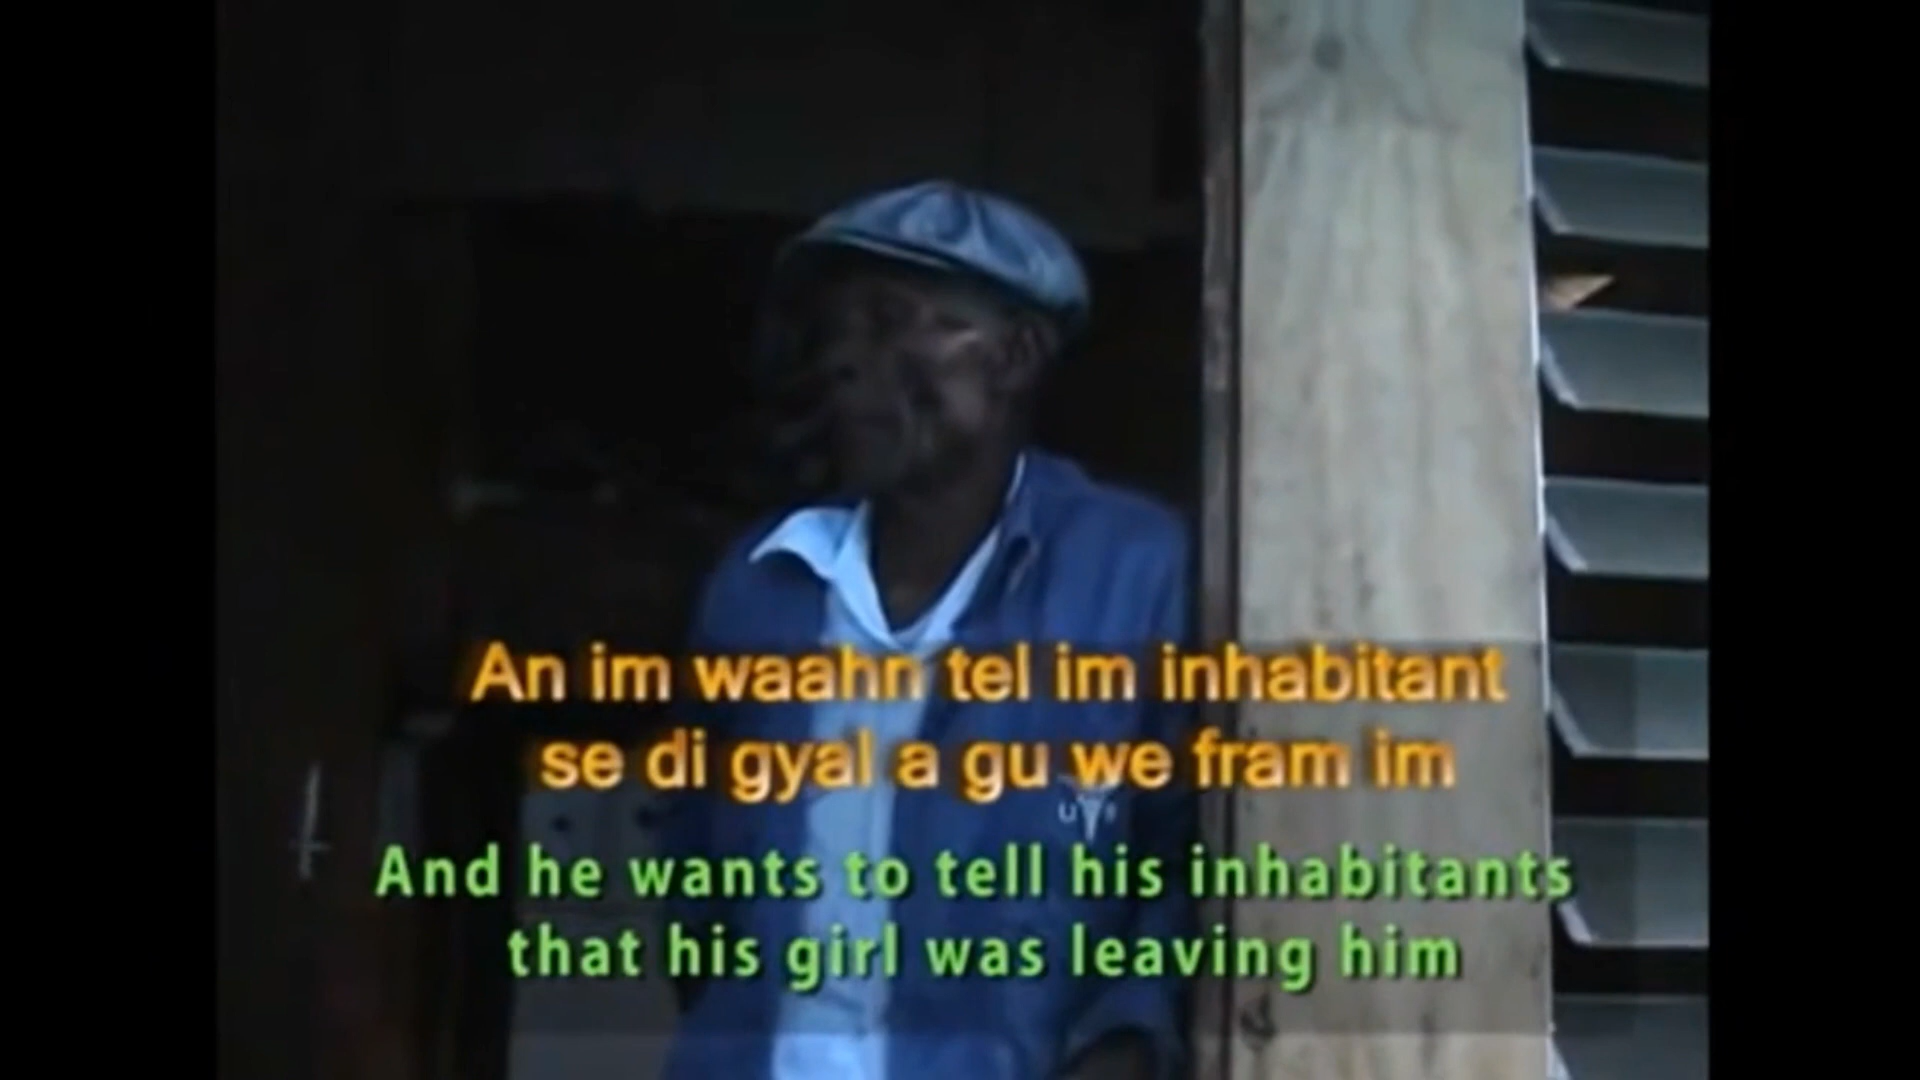 An im waahn tel im inhabitant
se di gyal a gu we fram im
And he wants to tell his inhabitants
that his girl was leaving him